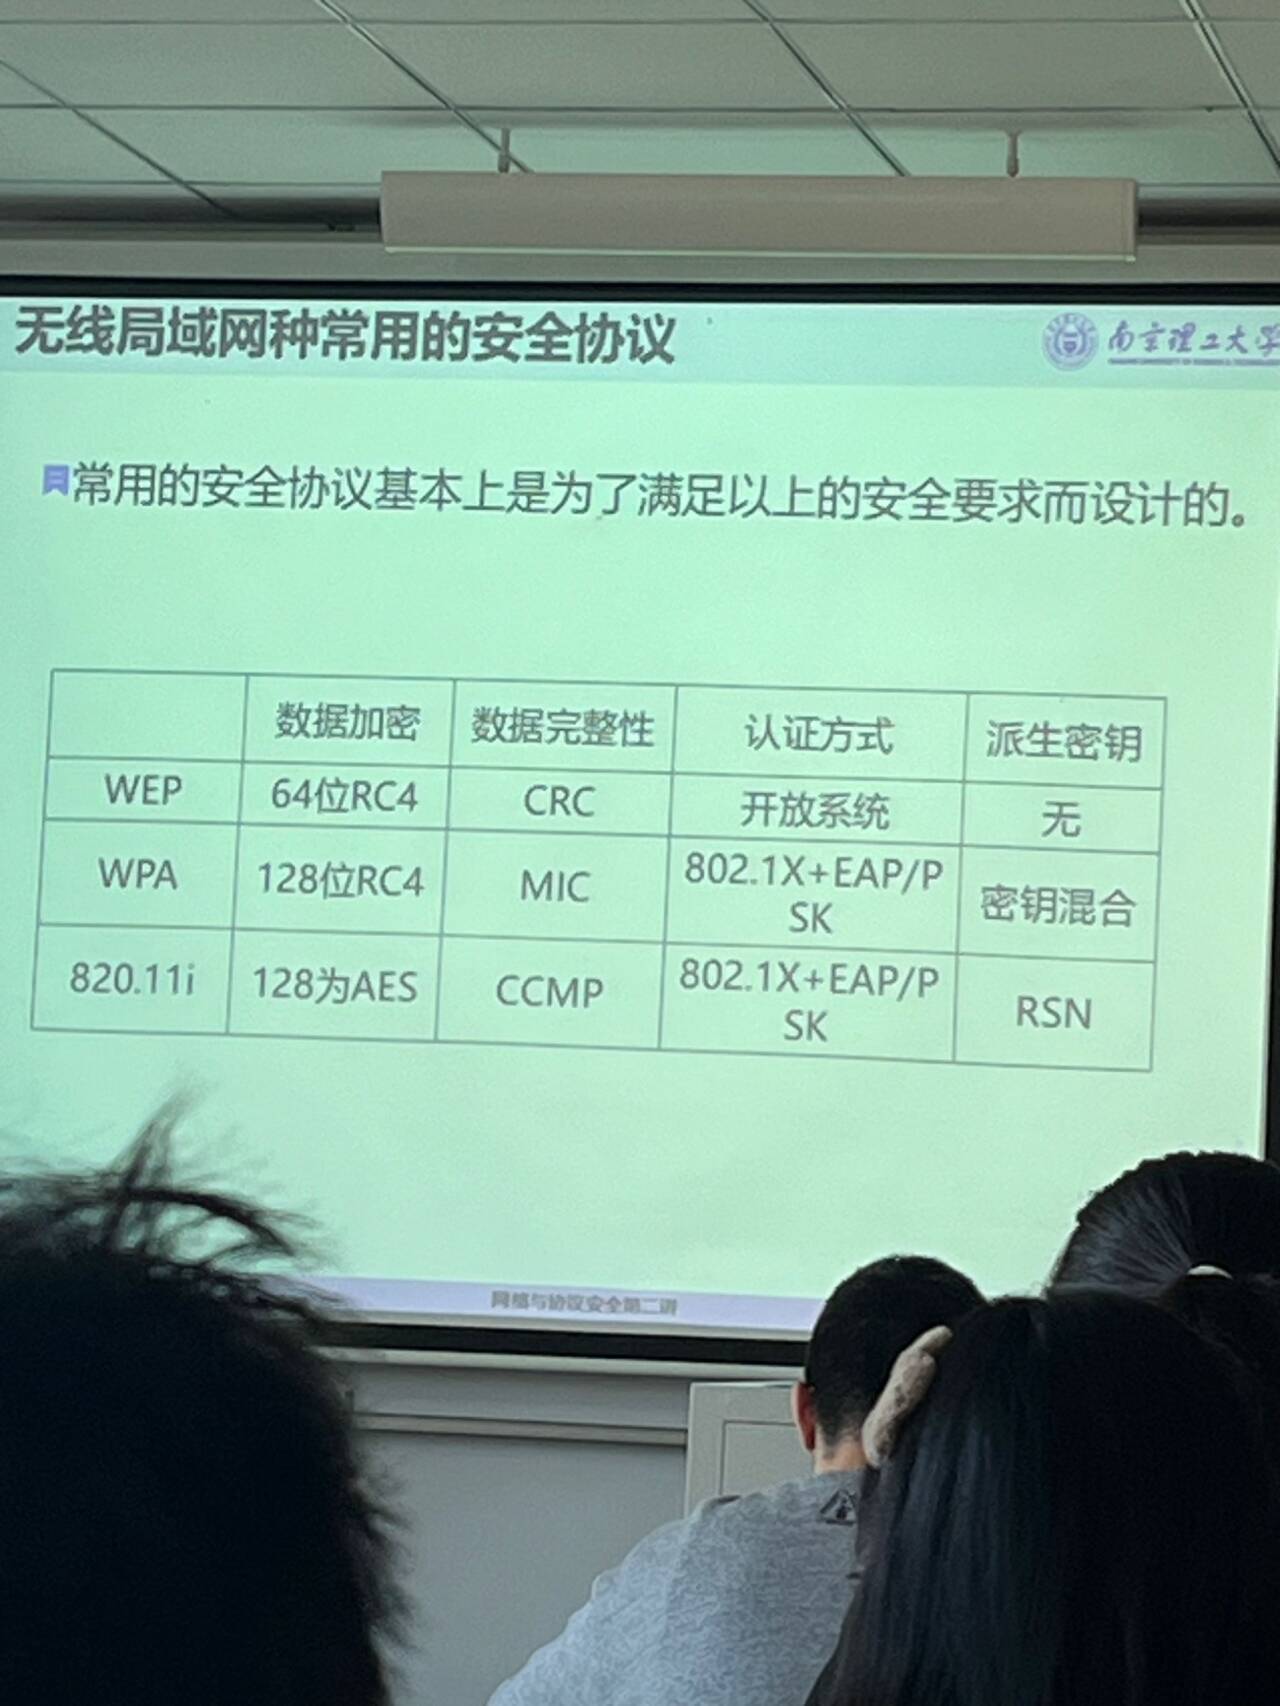 无线局域网种常用的安全协议
南京理工大学
常用的安全协议基本上是为了满足以上的安全要求而设计的。
数据加密 数据完整性 认证方式 派生密钥
WEP 64位RC4 CRC 开放系统 无
WPA 128位RC4 MIC 802.1X+EAP/P
SK 密钥混合
820.11i 128为AES CCMP 802.1X+EAP/P
SK RSN
网络与协议安全第二讲